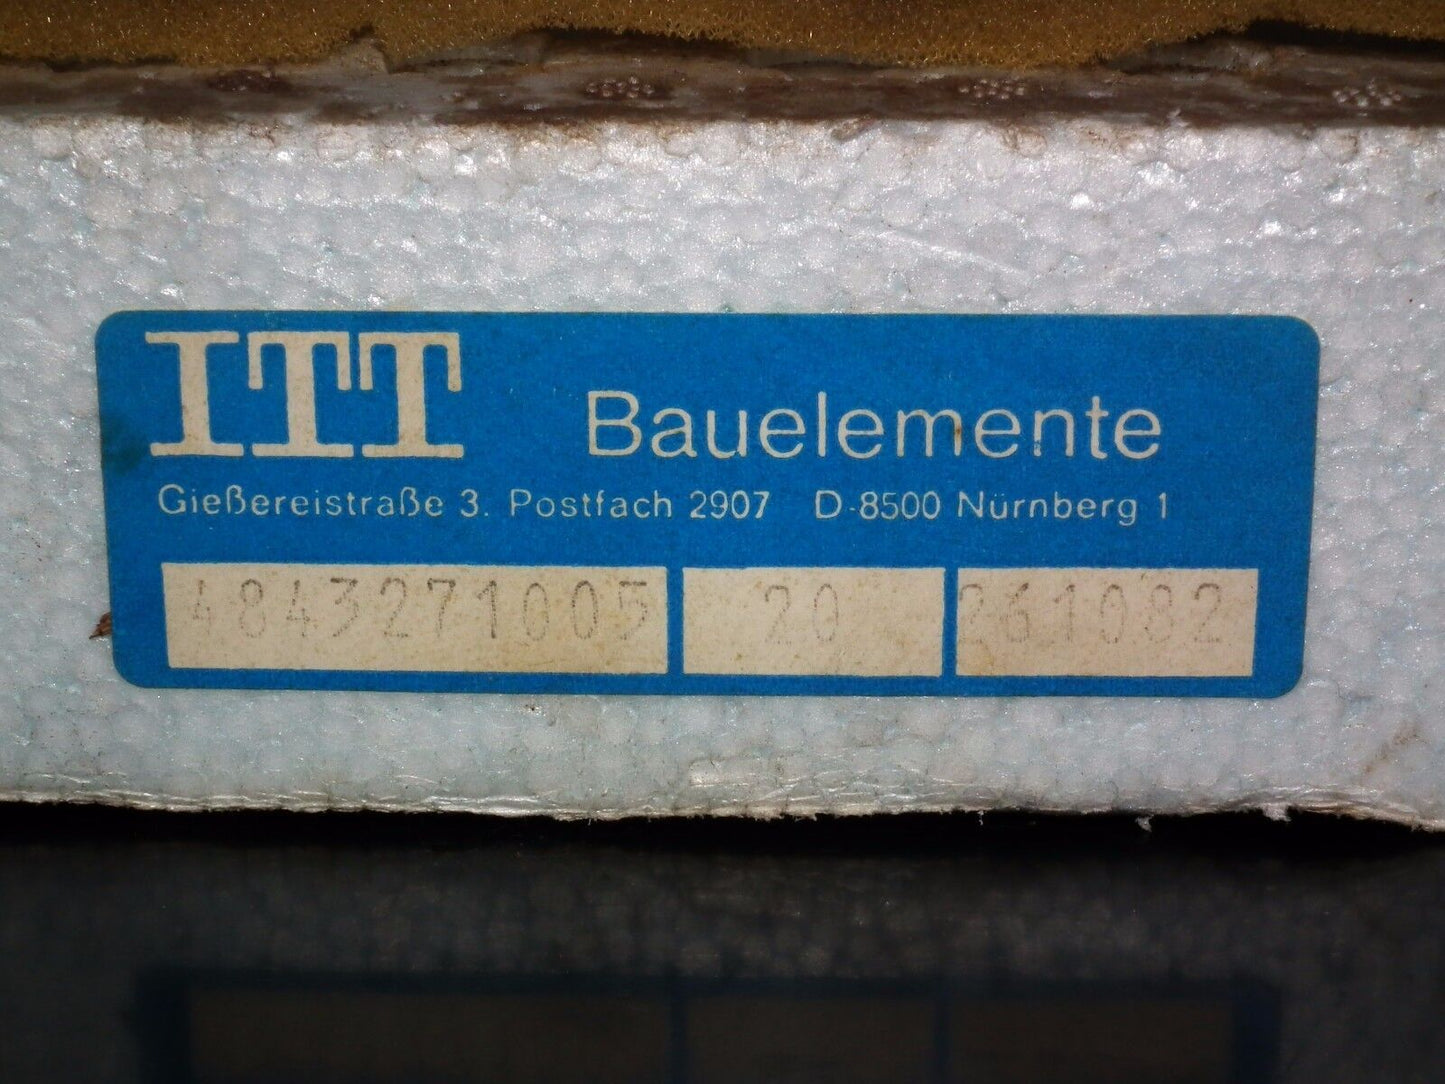 ITT Bauelemente
Gießereistraße 3. Postfach 2907 D-8500 Nürnberg 1
4843271005 20 261082